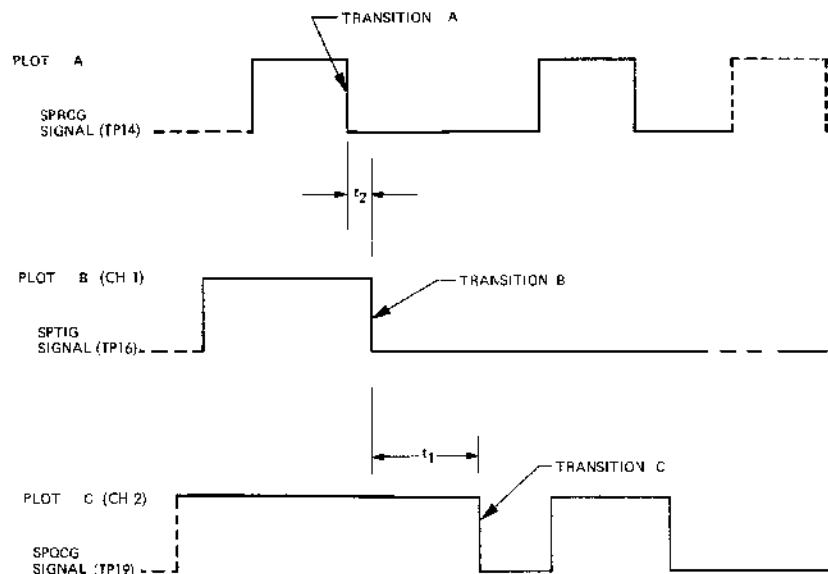 TRANSITION A
PLOT A
SPRCG
SIGNAL (TP14)
t2
PLOT B (CH 1)
TRANSITION B
SPTIG
SIGNAL (TP16)
t1
TRANSITION C
PLOT C (CH 2)
SPOCG
SIGNAL (TP19)